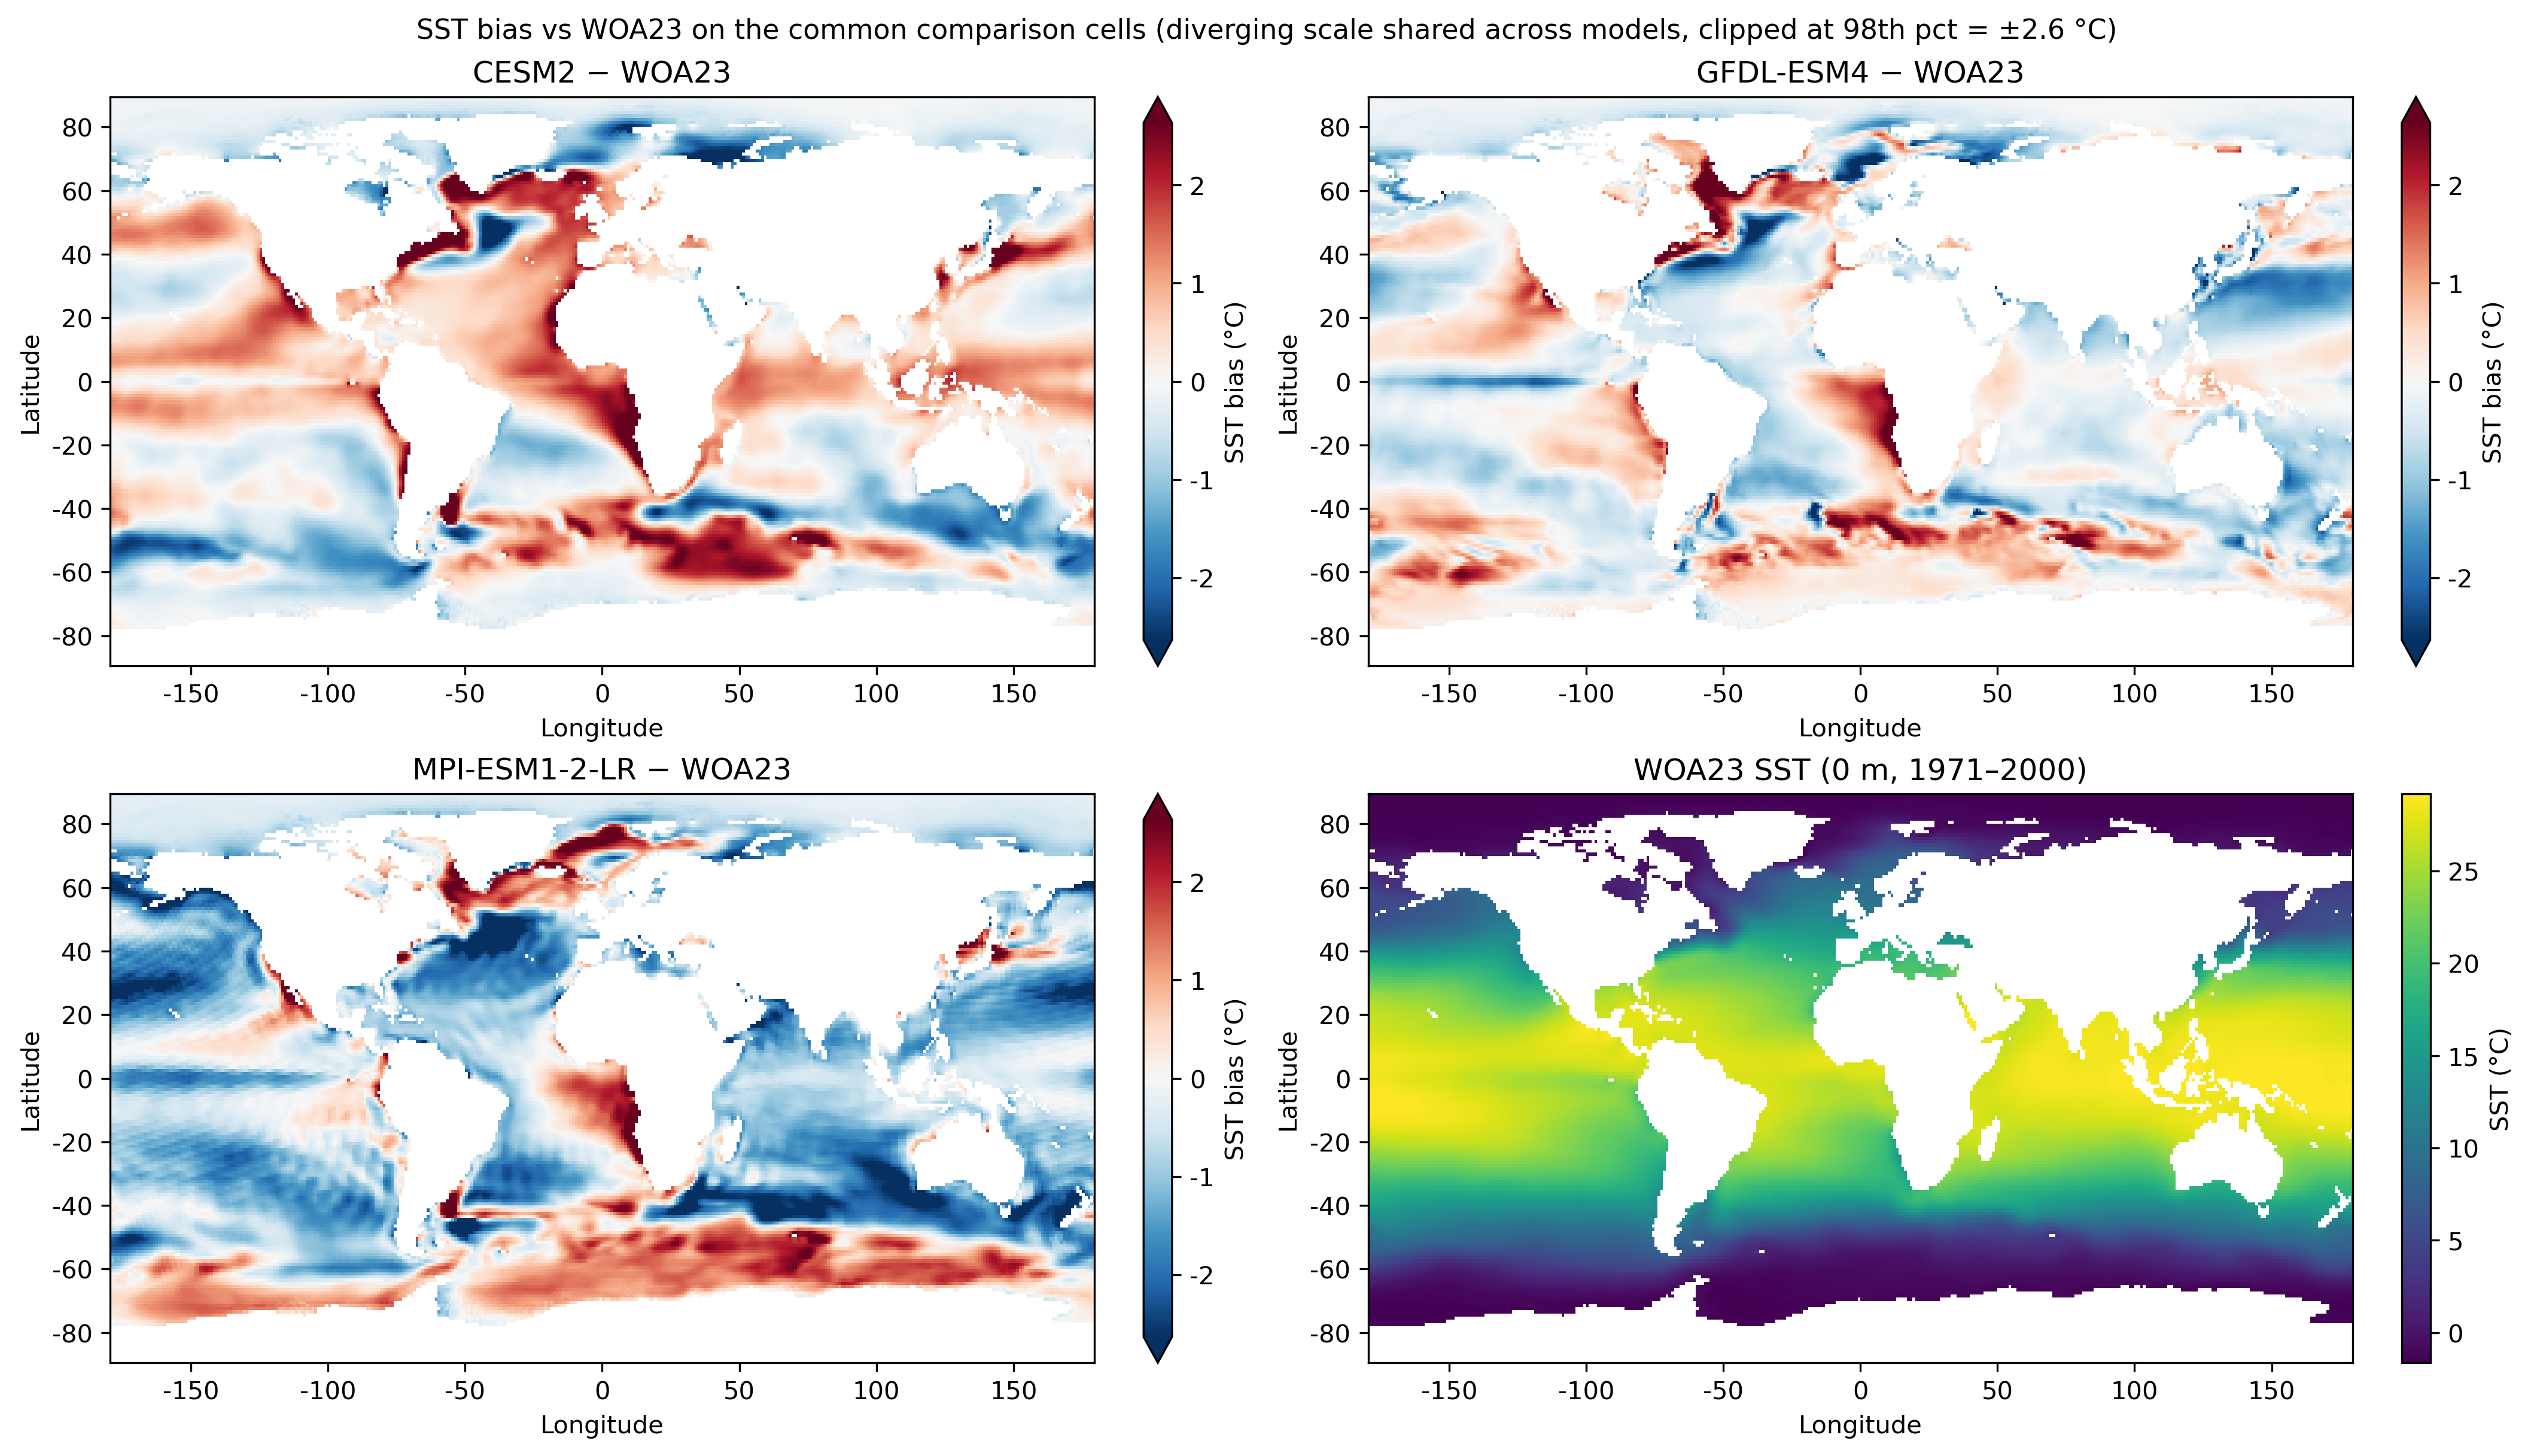 SST bias vs WOA23 on the common comparison cells (diverging scale shared across models, clipped at 98th pct = ±2.6 °C)
CESM2 − WOA23
80
60
40
20
0
-20
-40
-60
-80
Latitude
-150 -100 -50 0 50 100 150
Longitude
2
1
0
-1
-2
SST bias (°C)
GFDL-ESM4 − WOA23
80
60
40
20
0
-20
-40
-60
-80
Latitude
-150 -100 -50 0 50 100 150
Longitude
2
1
0
-1
-2
SST bias (°C)
MPI-ESM1-2-LR − WOA23
80
60
40
20
0
-20
-40
-60
-80
Latitude
-150 -100 -50 0 50 100 150
Longitude
2
1
0
-1
-2
SST bias (°C)
WOA23 SST (0 m, 1971–2000)
80
60
40
20
0
-20
-40
-60
-80
Latitude
-150 -100 -50 0 50 100 150
Longitude
25
20
15
10
5
0
SST (°C)